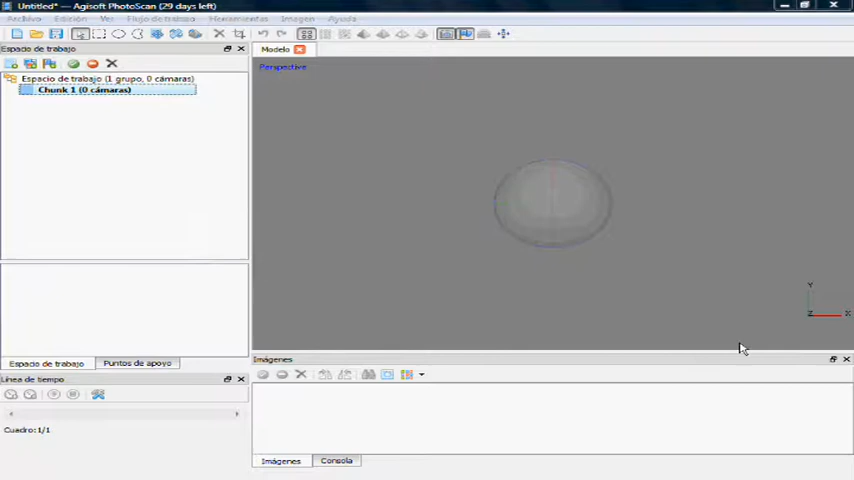 Untitled* — Agisoft PhotoScan (29 days left)
Archivo Edición Ver Flujo de trabajo Herramientas Imagen Ayuda
Espacio de trabajo
Modelo
Perspective
Espacio de trabajo (1 grupo, 0 cámaras)
Chunk 1 (0 cámaras)
Y
Z X
Imágenes
Espacio de trabajo Puntos de apoyo
Línea de tiempo
Cuadro:1/1
Imágenes Consola